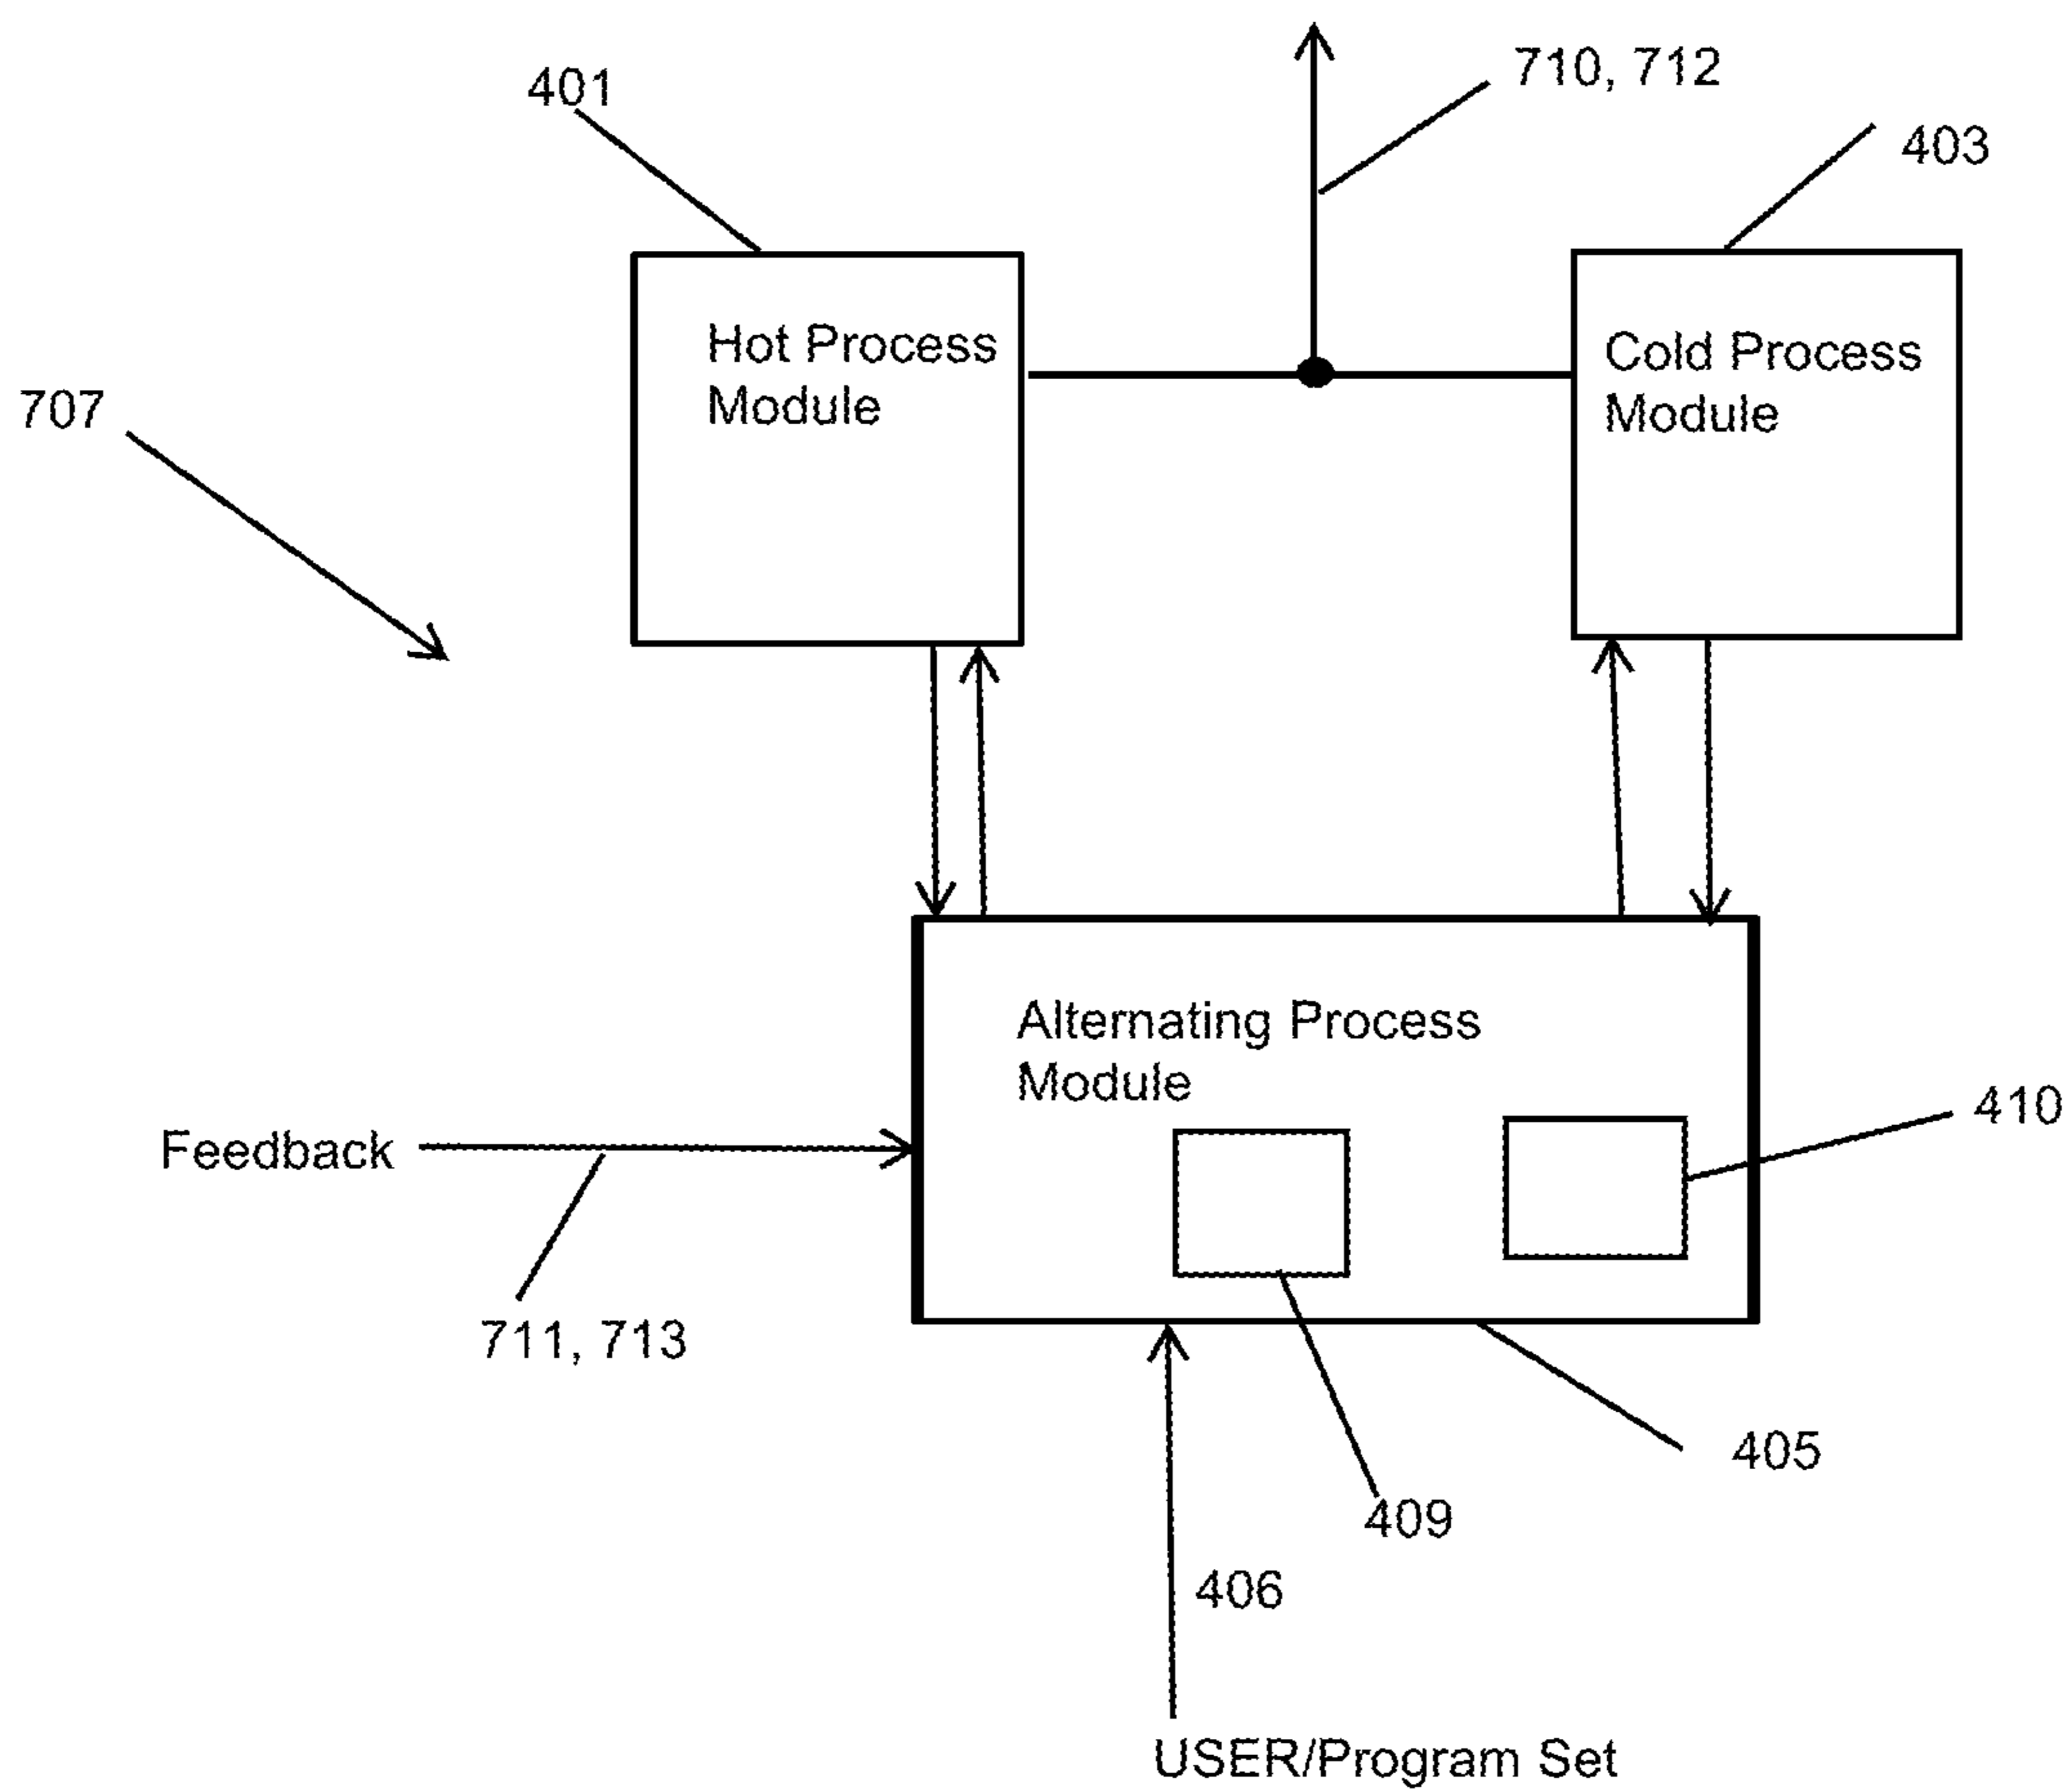 710, 712
401
403
Hot Process
Module
Cold Process
Module
707
Alternating Process
Module
410
Feedback
711, 713
405
409
406
USER/Program Set